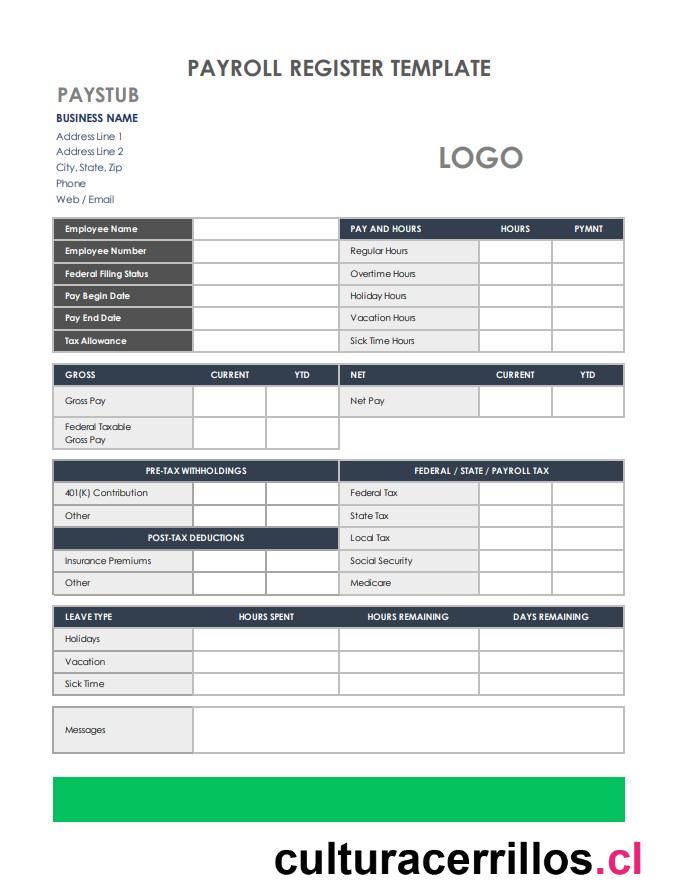 PAYROLL REGISTER TEMPLATE
PAYSTUB
BUSINESS NAME
Address Line 1
Address Line 2
City, State, Zip
Phone
Web / Email
LOGO
Employee Name
Employee Number
Federal Filing Status
Pay Begin Date
Pay End Date
Tax Allowance
PAY AND HOURS HOURS PYMNT
Regular Hours
Overtime Hours
Holiday Hours
Vacation Hours
Sick Time Hours
GROSS CURRENT YTD
Gross Pay
Federal Taxable
Gross Pay
NET CURRENT YTD
Net Pay
PRE-TAX WITHHOLDINGS
401(K) Contribution
Other
POST-TAX DEDUCTIONS
Insurance Premiums
Other
FEDERAL / STATE / PAYROLL TAX
Federal Tax
State Tax
Local Tax
Social Security
Medicare
LEAVE TYPE HOURS SPENT HOURS REMAINING DAYS REMAINING
Holidays
Vacation
Sick Time
Messages
culturacerrillos.cl